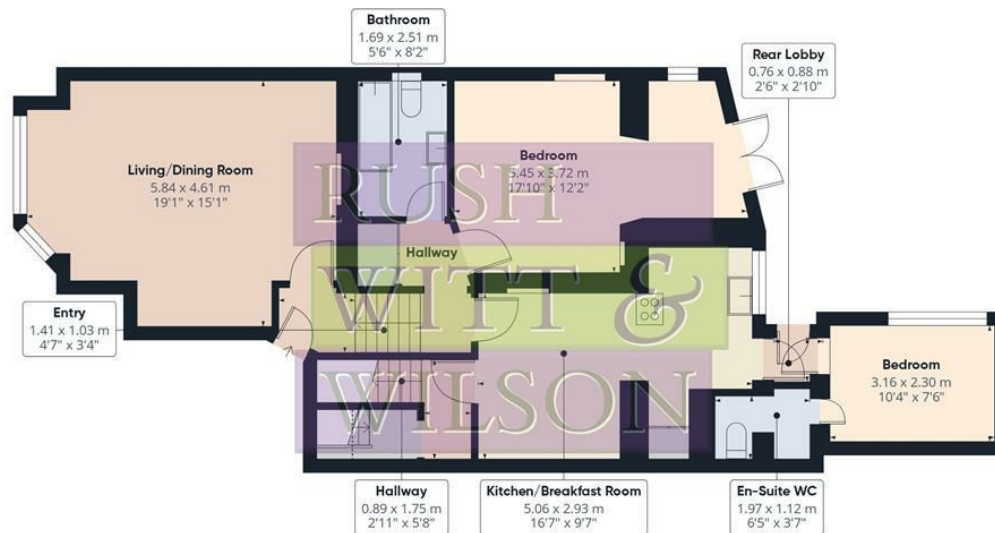 Bathroom
1.69 x 2.51 m
5'6" x 8'2"
Rear Lobby
0.76 x 0.88 m
2'6" x 2'10"
Living/Dining Room
5.84 x 4.61 m
19'1" x 15'1"
Bedroom
5.45 x 3.72 m
17'10" x 12'2"
RUSH
WITT &
WILSON
Hallway
Entry
1.41 x 1.03 m
4'7" x 3'4"
Bedroom
3.16 x 2.30 m
10'4" x 7'6"
Hallway
0.89 x 1.75 m
2'11" x 5'8"
Kitchen/Breakfast Room
5.06 x 2.93 m
16'7" x 9'7"
En-Suite WC
1.97 x 1.12 m
6'5" x 3'7"